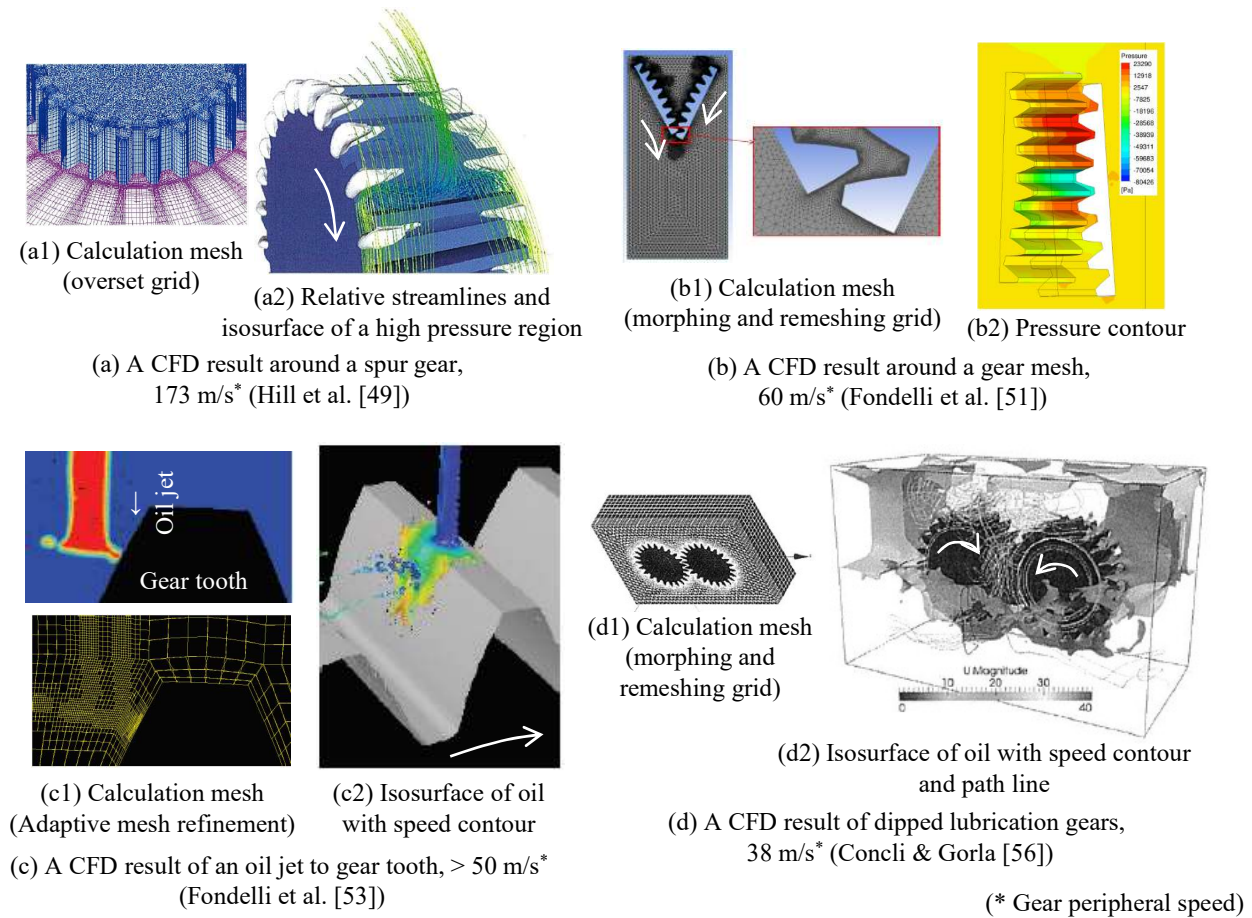 (a1) Calculation mesh
(overset grid)
(a2) Relative streamlines and
isosurface of a high pressure region
(a) A CFD result around a spur gear,
173 m/s* (Hill et al. [49])
Pressure
23290
12918
2547
-7825
-18196
-28568
-38939
-49311
-59683
-70054
-80426
[Pa]
(b1) Calculation mesh
(morphing and remeshing grid)
(b2) Pressure contour
(b) A CFD result around a gear mesh,
60 m/s* (Fondelli et al. [51])
Oil jet
Gear tooth
(c1) Calculation mesh
(Adaptive mesh refinement)
(c2) Isosurface of oil
with speed contour
(c) A CFD result of an oil jet to gear tooth, > 50 m/s*
(Fondelli et al. [53])
(d1) Calculation mesh
(morphing and
remeshing grid)
U Magnitude
0 10 20 30 40
(d2) Isosurface of oil with speed contour
and path line
(d) A CFD result of dipped lubrication gears,
38 m/s* (Concli & Gorla [56])
(* Gear peripheral speed)